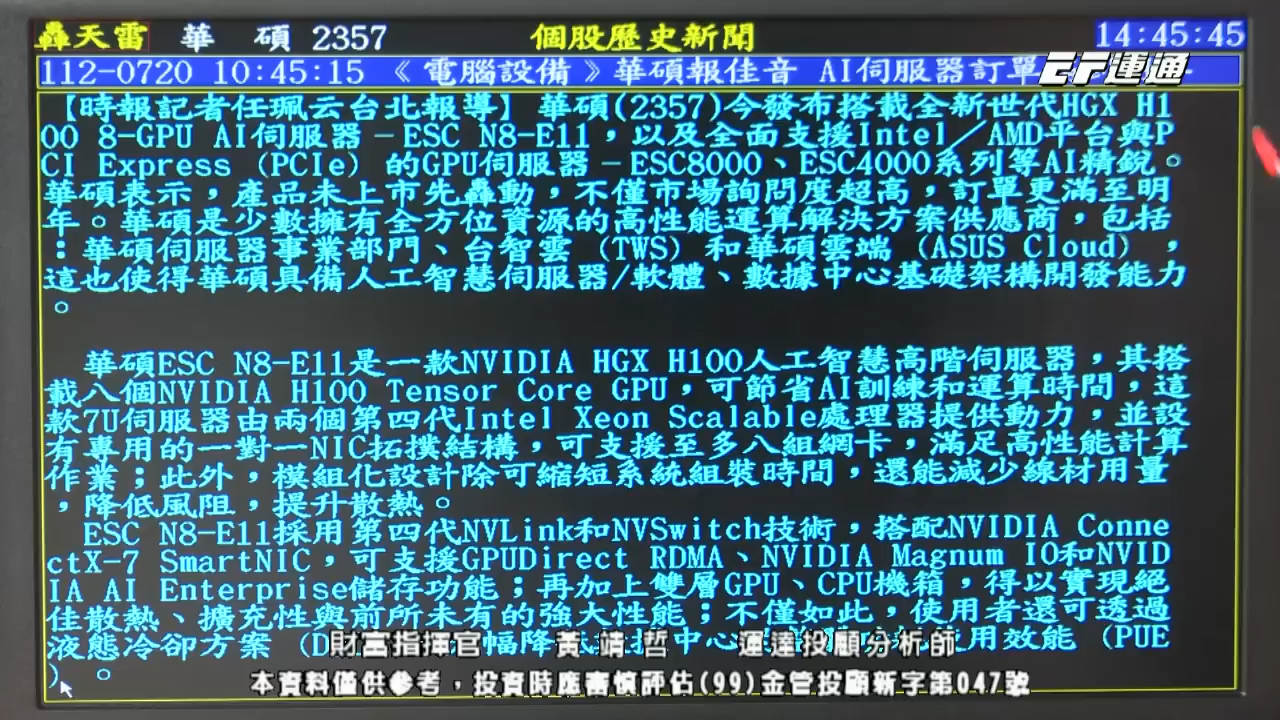 轟天雷 華 碩 2357 個股歷史新聞 14:45:45
112-0720 10:45:15 《電腦設備》華碩報佳音 AI伺服器訂單
運通
【時報記者任珮云台北報導】華碩(2357)今發布搭載全新世代HGX H1
00 8-GPU AI伺服器－ESC N8-E11，以及全面支援Intel／AMD平台與P
CI Express (PCIe) 的GPU伺服器－ESC8000、ESC4000系列等AI精銳。
華碩表示，產品未上市先轟動，不僅市場詢問度超高，訂單更滿至明
年。華碩是少數擁有全方位資源的高性能運算解決方案供應商，包括
：華碩伺服器事業部門、台智雲 (TWS) 和華碩雲端 (ASUS Cloud) ，
這也使得華碩具備人工智慧伺服器/軟體、數據中心基礎架構開發能力
。
華碩ESC N8-E11是一款NVIDIA HGX H100人工智慧高階伺服器，其搭
載八個NVIDIA H100 Tensor Core GPU，可節省AI訓練和運算時間，這
款7U伺服器由兩個第四代Intel Xeon Scalable處理器提供動力，並設
有專用的一對一NIC拓撲結構，可支援至多八組網卡，滿足高性能計算
作業；此外，模組化設計除可縮短系統組裝時間，還能減少線材用量
，降低風阻，提升散熱。
ESC N8-E11採用第四代NVLink和NVSwitch技術，搭配NVIDIA Conne
ctX-7 SmartNIC，可支援GPUDirect RDMA、NVIDIA Magnum IO和NVID
IA AI Enterprise儲存功能；再加上雙層GPU、CPU機箱，得以實現絕
佳散熱、擴充性與前所未有的強大性能；不僅如此，使用者還可透過
液態冷卻方案 (D 幅降低 中心 用效能 (PUE
) 。
財富指揮官 黃靖哲 運達投顧分析師
本資料僅供參考，投資時應審慎評估(99)金管投顧新字第047號